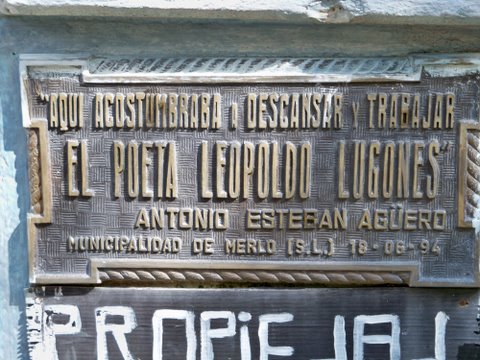 "AQUI ACOSTUMBRABA A DESCANSAR Y TRABAJAR
EL POETA LEOPOLDO LUGONES"
ANTONIO ESTEBAN AGÜERO
MUNICIPALIDAD DE MERLO (S.L.) 18-06-94